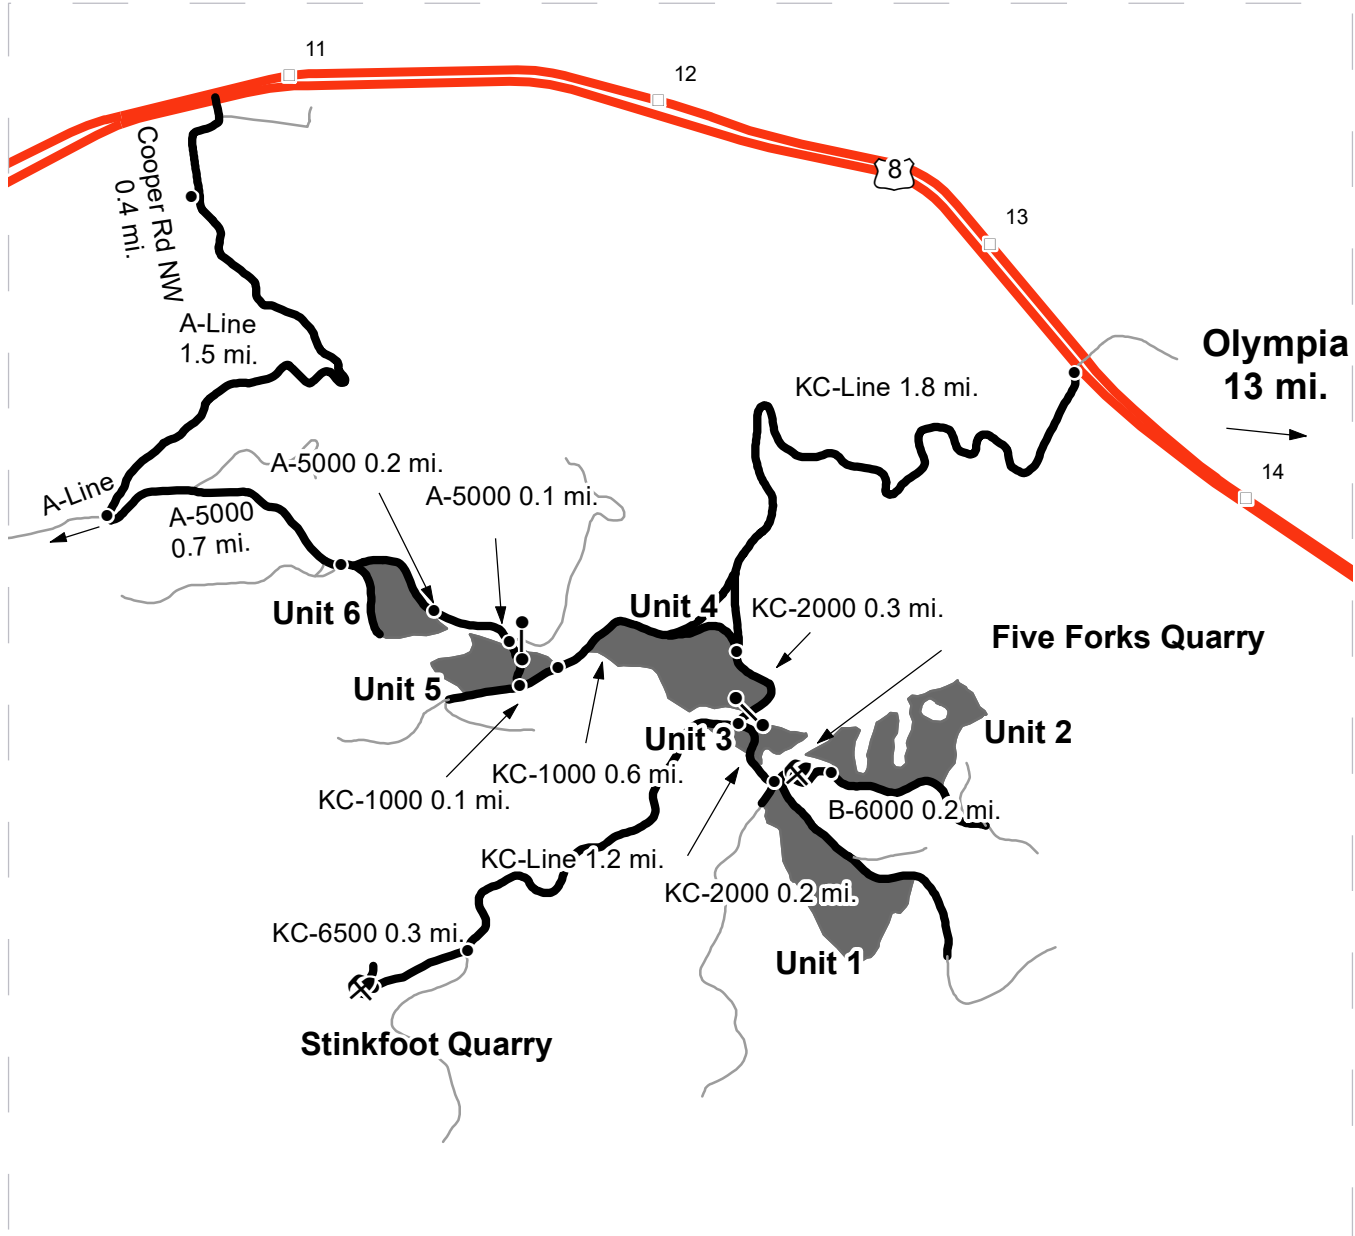 11
12
8
13
Cooper Rd NW
0.4 mi.
A-Line
1.5 mi.
Olympia
13 mi.
KC-Line 1.8 mi.
14
A-5000 0.2 mi.
A-Line
A-5000 0.1 mi.
A-5000
0.7 mi.
Unit 6
Unit 4
KC-2000 0.3 mi.
Five Forks Quarry
Unit 5
Unit 3
Unit 2
KC-1000 0.6 mi.
KC-1000 0.1 mi.
B-6000 0.2 mi.
KC-Line 1.2 mi.
KC-2000 0.2 mi.
KC-6500 0.3 mi.
Unit 1
Stinkfoot Quarry